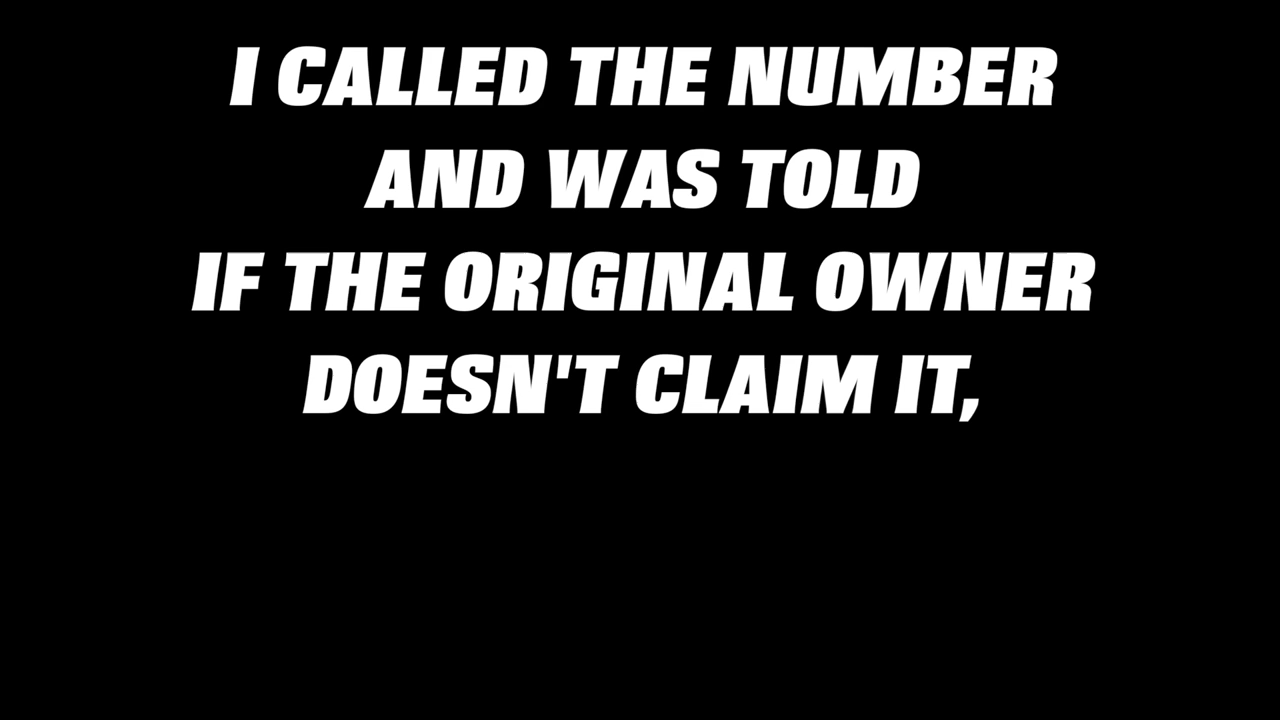 I CALLED THE NUMBER
AND WAS TOLD
IF THE ORIGINAL OWNER
DOESN'T CLAIM IT,